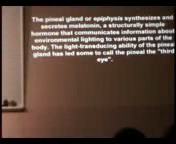 The pineal gland or epiphysis synthesizes and
secretes melatonin, a structurally simple
hormone that communicates information about
environmental lighting to various parts of the
body. The light-transducing ability of the pineal
gland has led some to call the pineal the "third
eye".